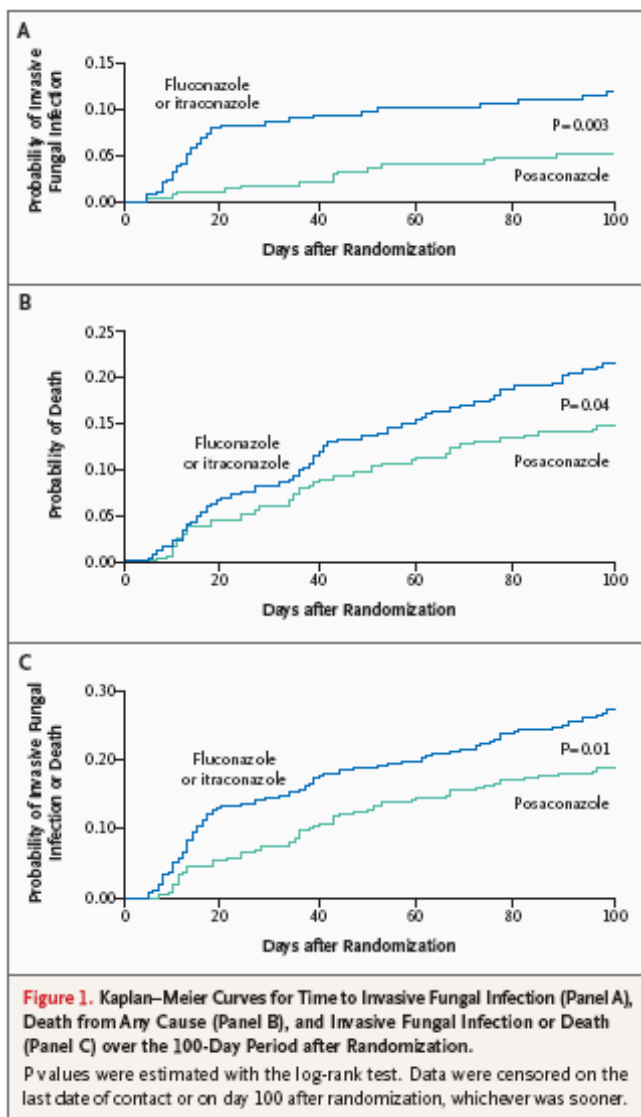 A
Probability of Invasive
Fungal Infection
0.15
0.10
0.05
0.00
Fluconazole
or itraconazole
P=0.003
Posaconazole
0
20
40
60
80
100
Days after Randomization
B
Probability of Death
0.25
0.20
0.15
0.10
0.05
0.00
Fluconazole
or itraconazole
P=0.04
Posaconazole
0
20
40
60
80
100
Days after Randomization
C
Probability of Invasive Fungal
Infection or Death
0.30
0.20
0.10
0.00
Fluconazole
or itraconazole
P=0.01
Posaconazole
0
20
40
60
80
100
Days after Randomization
Figure 1. Kaplan–Meier Curves for Time to Invasive Fungal Infection (Panel A),
Death from Any Cause (Panel B), and Invasive Fungal Infection or Death
(Panel C) over the 100-Day Period after Randomization.
P values were estimated with the log-rank test. Data were censored on the
last date of contact or on day 100 after randomization, whichever was sooner.